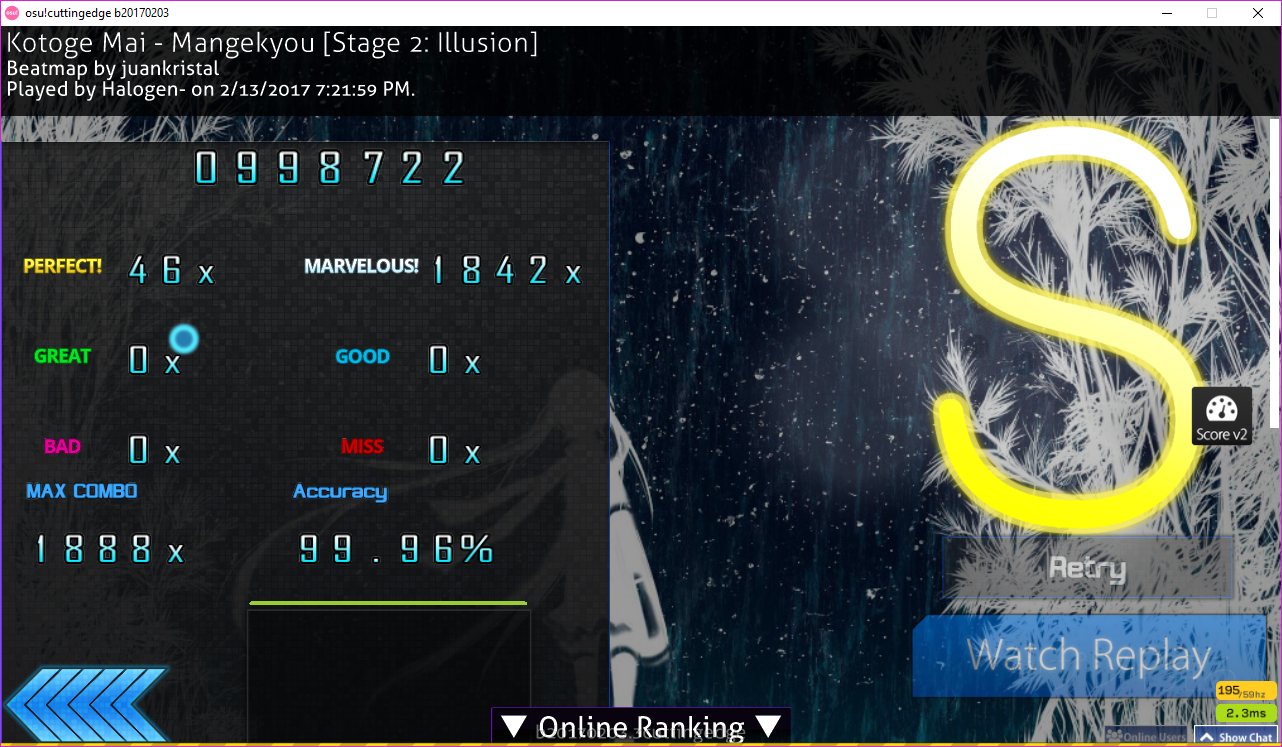 osu!
osu!cuttingedge b20170203
Kotoge Mai - Mangekyou [Stage 2: Illusion]
Beatmap by juankristal
Played by Halogen- on 2/13/2017 7:21:59 PM.
0998722
PERFECT! 46x MARVELOUS! 1842x
GREAT 0x GOOD 0x
BAD 0x MISS 0x
MAX COMBO Accuracy
1888x 99.96%
S
Score v2
Retry
Watch Replay
195/59hz
2.3ms
▼ Online Ranking ▼
Online Users Show Chat